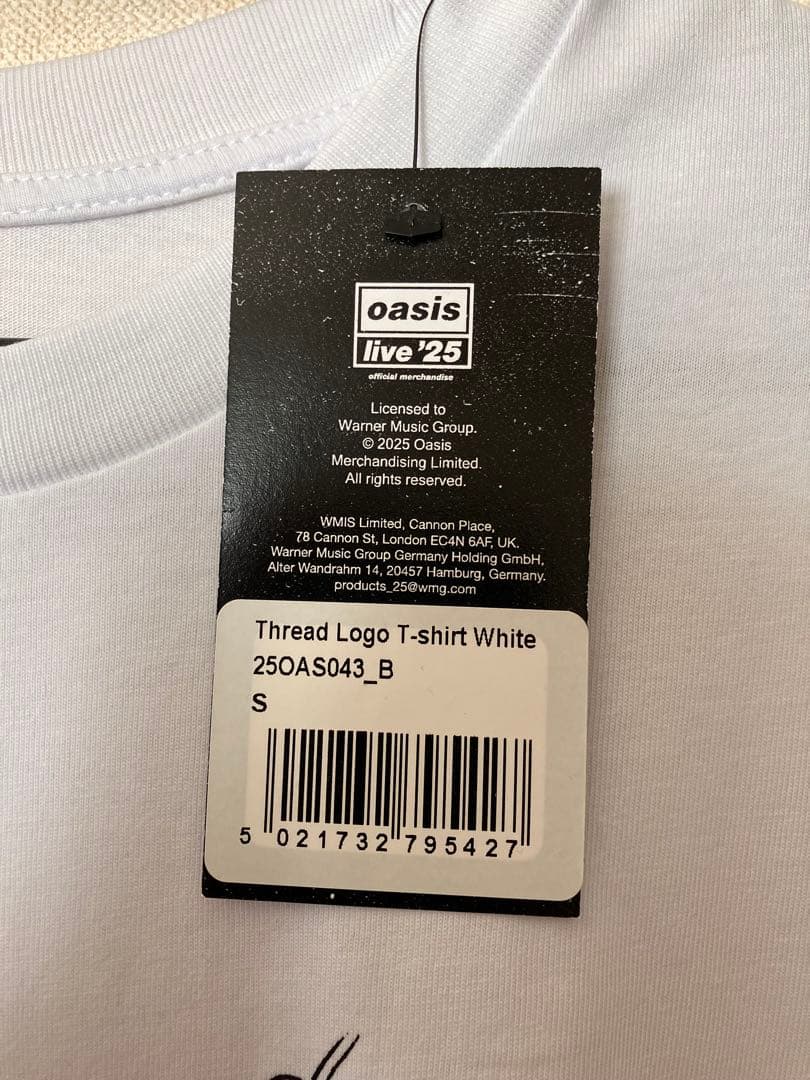 oasis
live '25
official merchandise
Licensed to
Warner Music Group.
© 2025 Oasis
Merchandising Limited.
All rights reserved.
WMIS Limited, Cannon Place,
78 Cannon St, London EC4N 6AF, UK.
Warner Music Group Germany Holding GmbH,
Alter Wandrahm 14, 20457 Hamburg, Germany.
products_25@wmg.com
Thread Logo T-shirt White
25OAS043_B
S
5 021732 795427